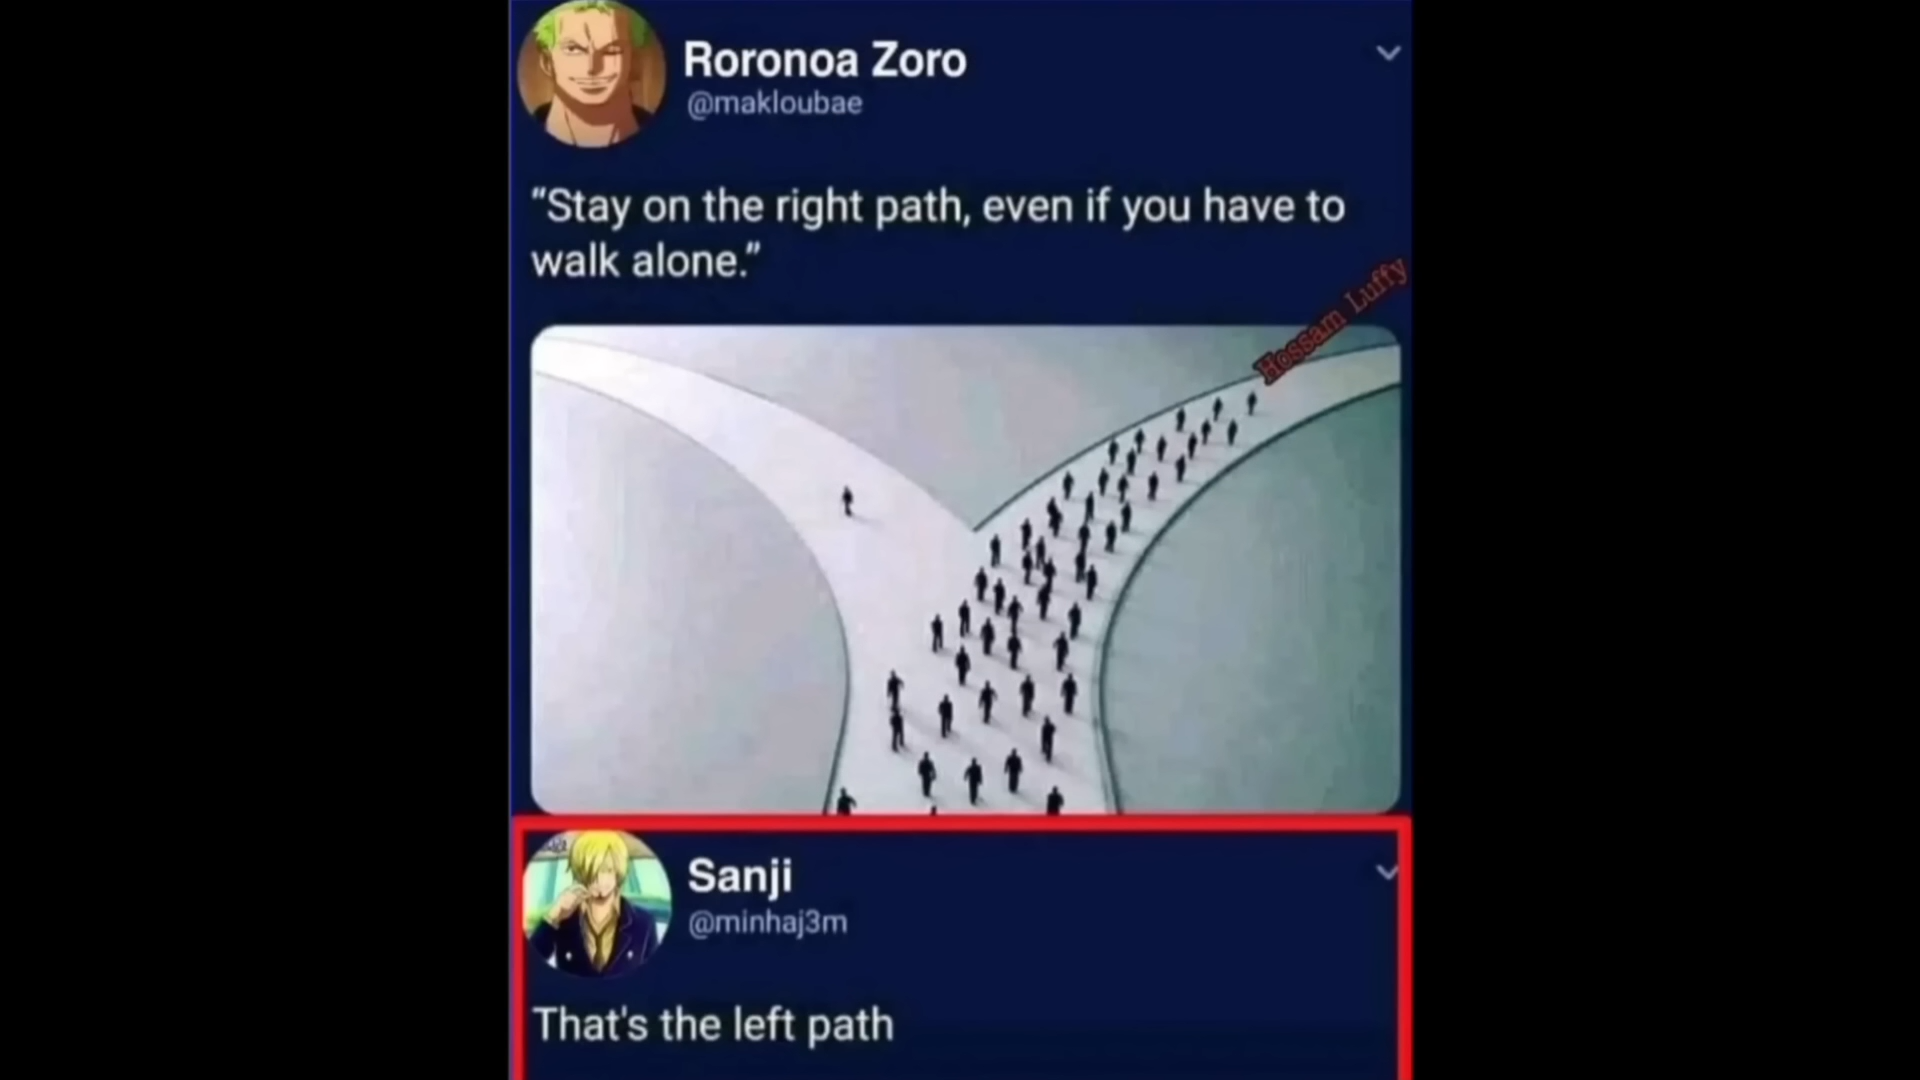 Roronoa Zoro
@makloubae
“Stay on the right path, even if you have to
walk alone.”
Hossam Luffy
Sanji
@minhaj3m
That's the left path